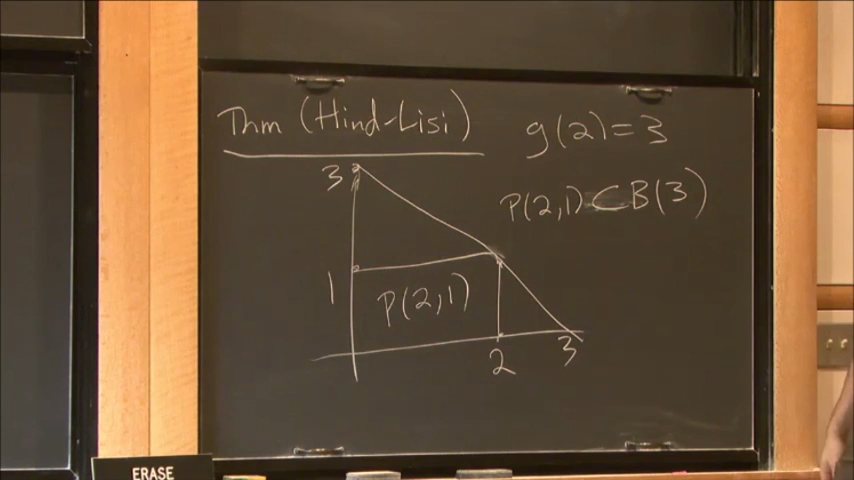 Thm (Hind-Lisi)
g(2)=3
P(2,1) ⊂ B(3)
3
1
P(2,1)
2
3
ERASE